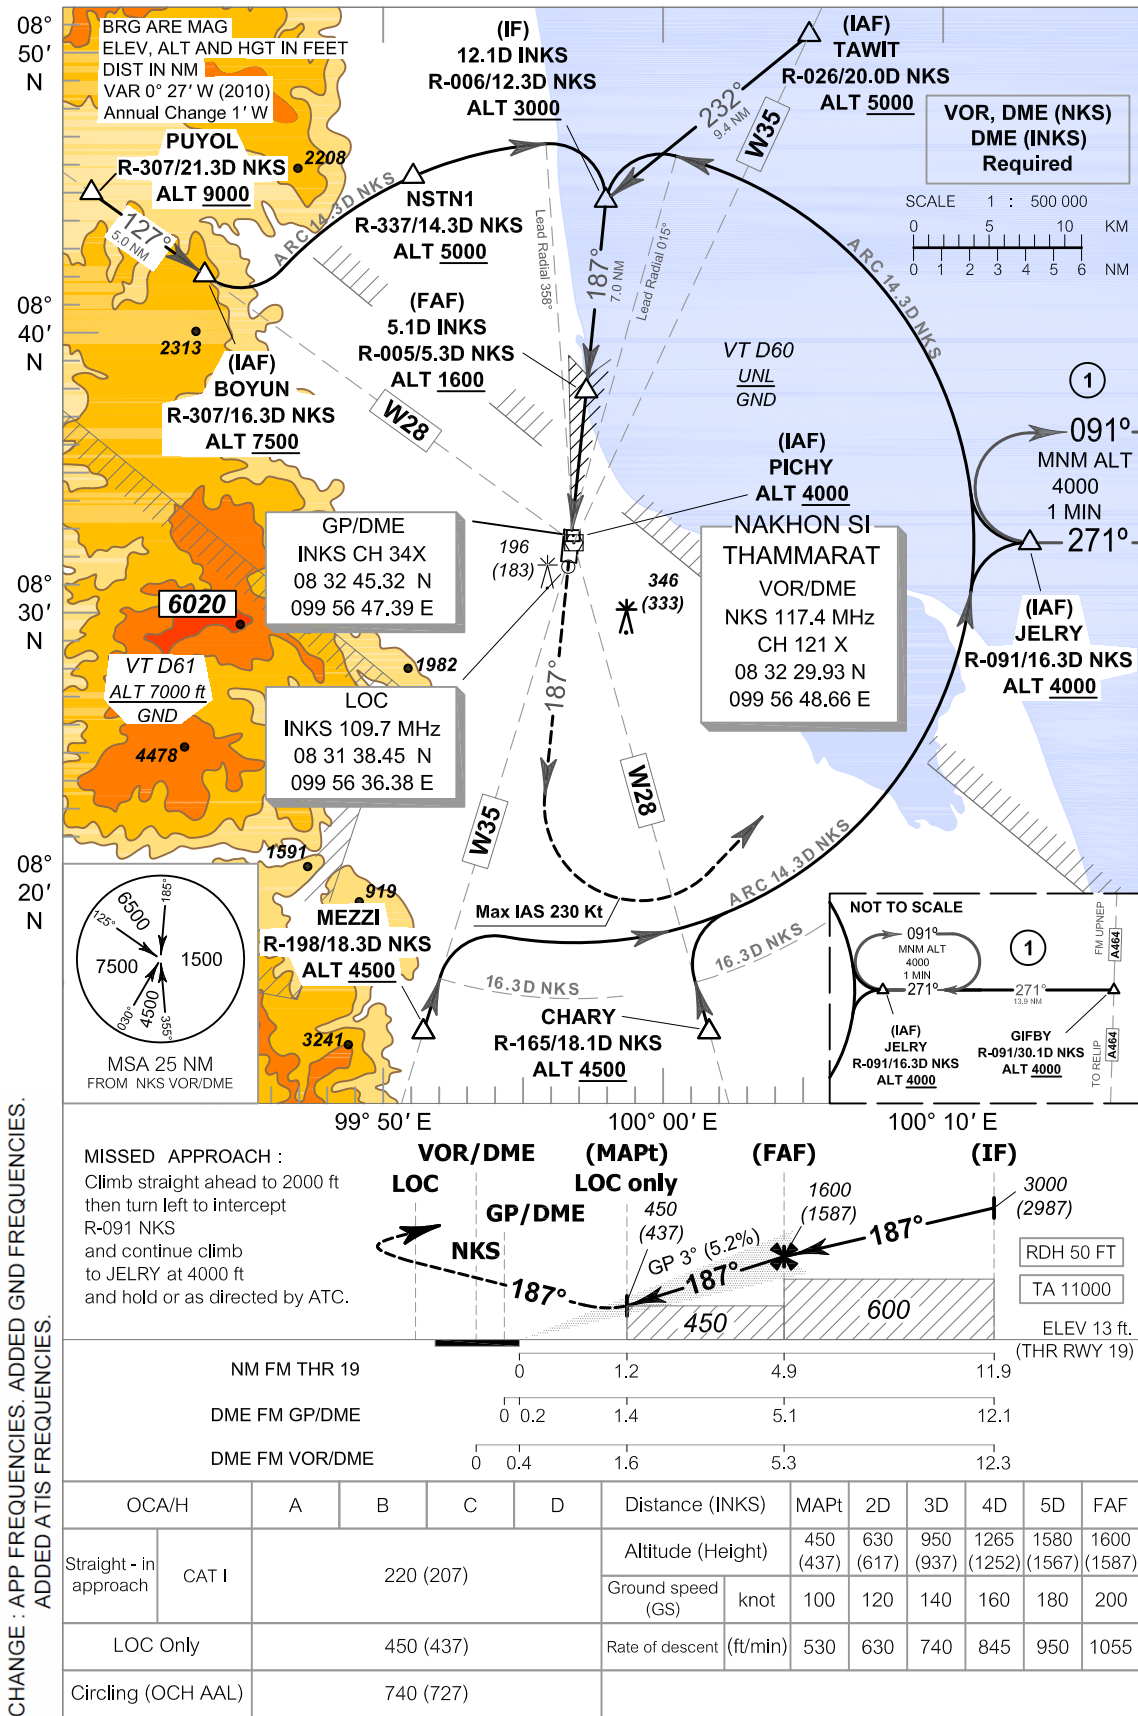 08°
50′
N
BRG ARE MAG
ELEV, ALT AND HGT IN FEET
DIST IN NM
VAR 0° 27′ W (2010)
Annual Change 1′ W
PUYOL
R-307/21.3D NKS
ALT 9000
2208
127°
5.0 NM
ARC 14.3D NKS
NSTN1
R-337/14.3D NKS
ALT 5000
(IF)
12.1D INKS
R-006/12.3D NKS
ALT 3000
(IAF)
TAWIT
R-026/20.0D NKS
ALT 5000
232°
9.4 NM
W35
VOR, DME (NKS)
DME (INKS)
Required
SCALE 1 : 500 000
0 5 10 KM
0 1 2 3 4 5 6 NM
Lead Radial 358°
187°
7.0 NM
Lead Radial 015°
ARC 14.3D NKS
08°
40′
N
2313
(IAF)
BOYUN
R-307/16.3D NKS
ALT 7500
(FAF)
5.1D INKS
R-005/5.3D NKS
ALT 1600
W28
VT D60
UNL
GND
(IAF)
PICHY
ALT 4000
1
091°
MNM ALT
4000
1 MIN
271°
GP/DME
INKS CH 34X
08 32 45.32 N
099 56 47.39 E
196
(183)
346
(333)
NAKHON SI
THAMMARAT
VOR/DME
NKS 117.4 MHz
CH 121 X
08 32 29.93 N
099 56 48.66 E
(IAF)
JELRY
R-091/16.3D NKS
ALT 4000
08°
30′
N
6020
VT D61
ALT 7000 ft
GND
1982
4478
LOC
INKS 109.7 MHz
08 31 38.45 N
099 56 36.38 E
187°
W35
W28
ARC 14.3D NKS
Max IAS 230 Kt
08°
20′
N
1591
919
3241
MEZZI
R-198/18.3D NKS
ALT 4500
16.3D NKS
16.3D NKS
CHARY
R-165/18.1D NKS
ALT 4500
6500
185°
125°
7500
1500
030°
4500
355°
MSA 25 NM
FROM NKS VOR/DME
NOT TO SCALE
091°
MNM ALT
4000
1 MIN
271°
1
271°
13.9 NM
FM UPNEP
A464
(IAF)
JELRY
R-091/16.3D NKS
ALT 4000
GIFBY
R-091/30.1D NKS
ALT 4000
TO RELIP
A464
99° 50′ E
100° 00′ E
100° 10′ E
MISSED APPROACH :
Climb straight ahead to 2000 ft
then turn left to intercept
R-091 NKS
and continue climb
to JELRY at 4000 ft
and hold or as directed by ATC.
VOR/DME
LOC
GP/DME
NKS
(MAPt)
LOC only
450
(437)
(FAF)
1600
(1587)
(IF)
3000
(2987)
187°
GP 3° (5.2%)
187°
187°
450
600
RDH 50 FT
TA 11000
ELEV 13 ft.
(THR RWY 19)
NM FM THR 19 0 1.2 4.9 11.9
DME FM GP/DME 0 0.2 1.4 5.1 12.1
DME FM VOR/DME 0 0.4 1.6 5.3 12.3
OCA/H A B C D
Straight - in
approach
CAT I
220 (207)
LOC Only 450 (437)
Circling (OCH AAL) 740 (727)
Distance (INKS) MAPt 2D 3D 4D 5D FAF
Altitude (Height)
450 630 950 1265 1580 1600
(437) (617) (937) (1252) (1567) (1587)
Ground speed
(GS)
knot 100 120 140 160 180 200
Rate of descent (ft/min) 530 630 740 845 950 1055
CHANGE : APP FREQUENCIES. ADDED GND FREQUENCIES.
ADDED ATIS FREQUENCIES.